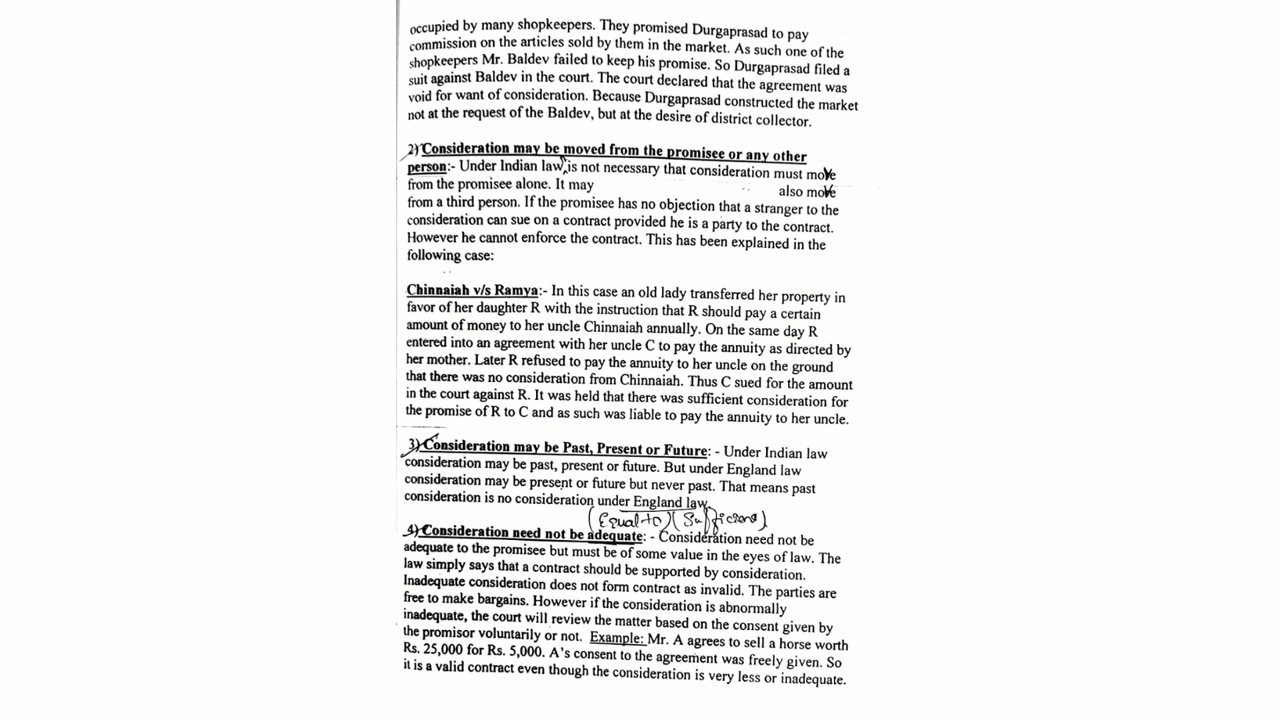 occupied by many shopkeepers. They promised Durgaprasad to pay
commission on the articles sold by them in the market. As such one of the
shopkeepers Mr. Baldev failed to keep his promise. So Durgaprasad filed a
suit against Baldev in the court. The court declared that the agreement was
void for want of consideration. Because Durgaprasad constructed the market
not at the request of the Baldev, but at the desire of district collector.
2) Consideration may be moved from the promisee or any other
person:- Under Indian law, is not necessary that consideration must move
from the promisee alone. It may also move
from a third person. If the promisee has no objection that a stranger to the
consideration can sue on a contract provided he is a party to the contract.
However he cannot enforce the contract. This has been explained in the
following case:
Chinnaiah v/s Ramya:- In this case an old lady transferred her property in
favor of her daughter R with the instruction that R should pay a certain
amount of money to her uncle Chinnaiah annually. On the same day R
entered into an agreement with her uncle C to pay the annuity as directed by
her mother. Later R refused to pay the annuity to her uncle on the ground
that there was no consideration from Chinnaiah. Thus C sued for the amount
in the court against R. It was held that there was sufficient consideration for
the promise of R to C and as such was liable to pay the annuity to her uncle.
3) Consideration may be Past, Present or Future: - Under Indian law
consideration may be past, present or future. But under England law
consideration may be present or future but never past. That means past
consideration is no consideration under England law.
(Equal to) (Sufficient)
4) Consideration need not be adequate: - Consideration need not be
adequate to the promisee but must be of some value in the eyes of law. The
law simply says that a contract should be supported by consideration.
Inadequate consideration does not form contract as invalid. The parties are
free to make bargains. However if the consideration is abnormally
inadequate, the court will review the matter based on the consent given by
the promisor voluntarily or not. Example: Mr. A agrees to sell a horse worth
Rs. 25,000 for Rs. 5,000. A's consent to the agreement was freely given. So
it is a valid contract even though the consideration is very less or inadequate.